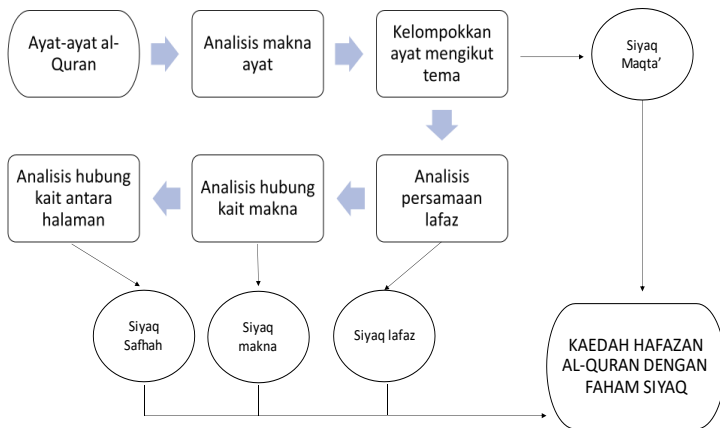 Ayat-ayat al-
Quran
Analisis makna
ayat
Kelompokkan
ayat mengikut
tema
Siyaq
Maqta’
Analisis hubung
kait antara
halaman
Analisis hubung
kait makna
Analisis
persamaan
lafaz
Siyaq
Safhah
Siyaq
makna
Siyaq lafaz
KAEDAH HAFAZAN
AL-QURAN DENGAN
FAHAM SIYAQ